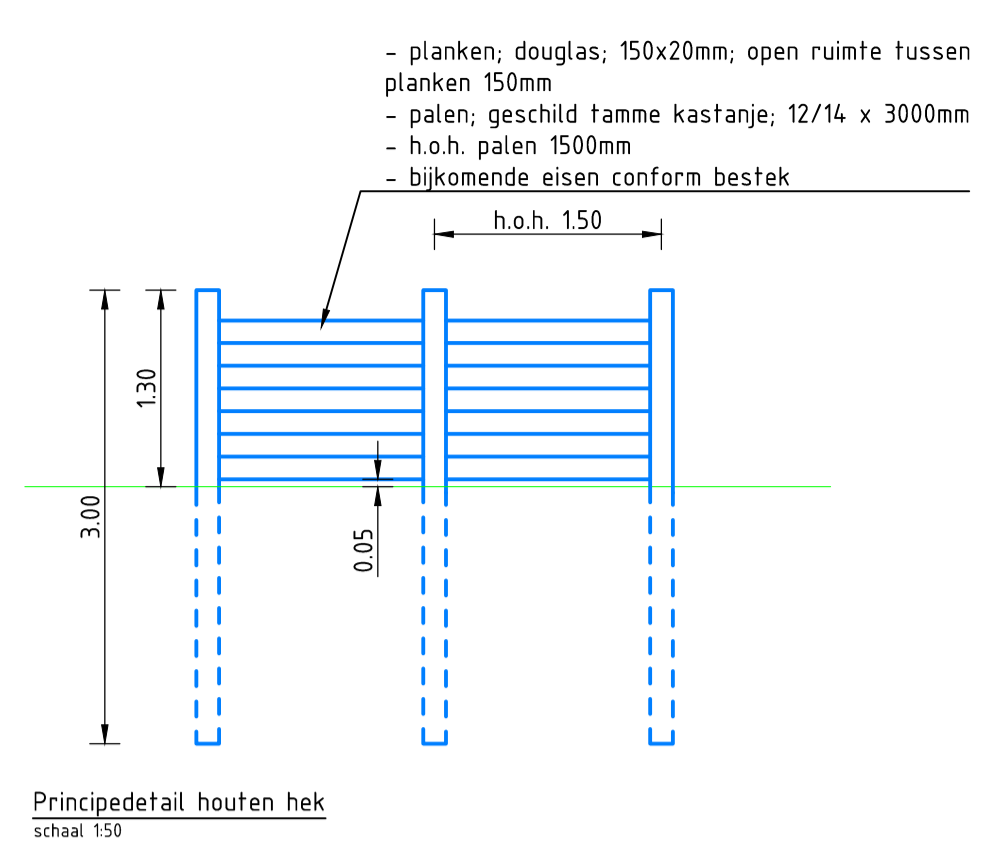 - planken; douglas; 150x20mm; open ruimte tussen
planken 150mm
- palen; geschild tamme kastanje; 12/14 x 3000mm
- h.o.h. palen 1500mm
- bijkomende eisen conform bestek
h.o.h. 1.50
1.30
3.00
0.05
Principedetail houten hek
schaal 1:50